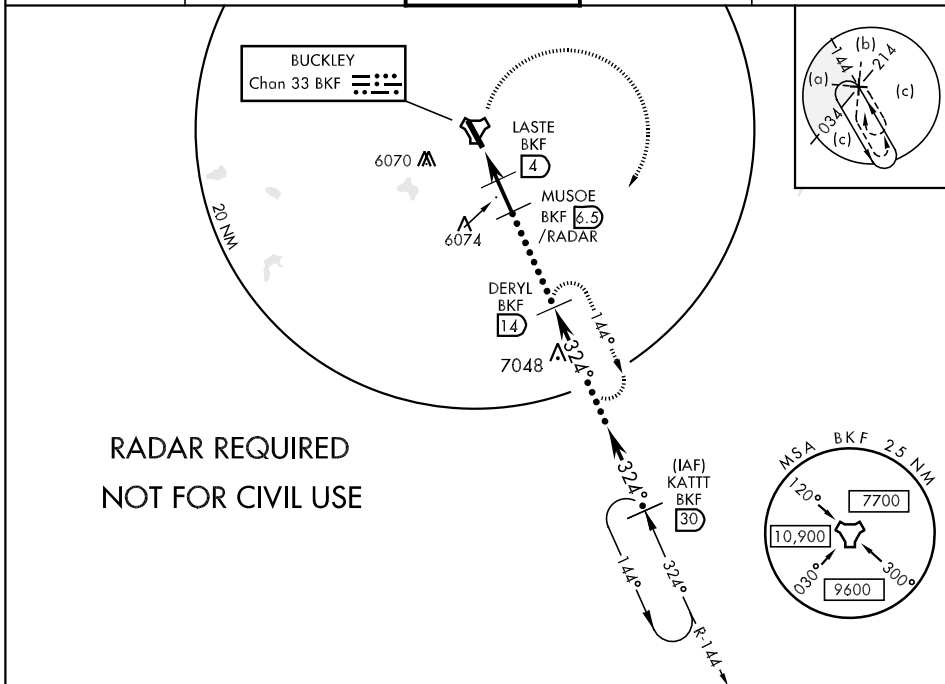 BUCKLEY
Chan 33 BKF
LASTE
BKF
4
6070
MUSOE
BKF 6.5
/RADAR
6074
20 NM
DERYL
BKF
14
144°
324°
7048
RADAR REQUIRED
NOT FOR CIVIL USE
324°
(IAF)
KATTT
BKF
30
144°
324°
R-144
(b)
144
214
(a)
(c)
034
(c)
MSA BKF 25 NM
120°
7700
10,900
030°
300°
9600